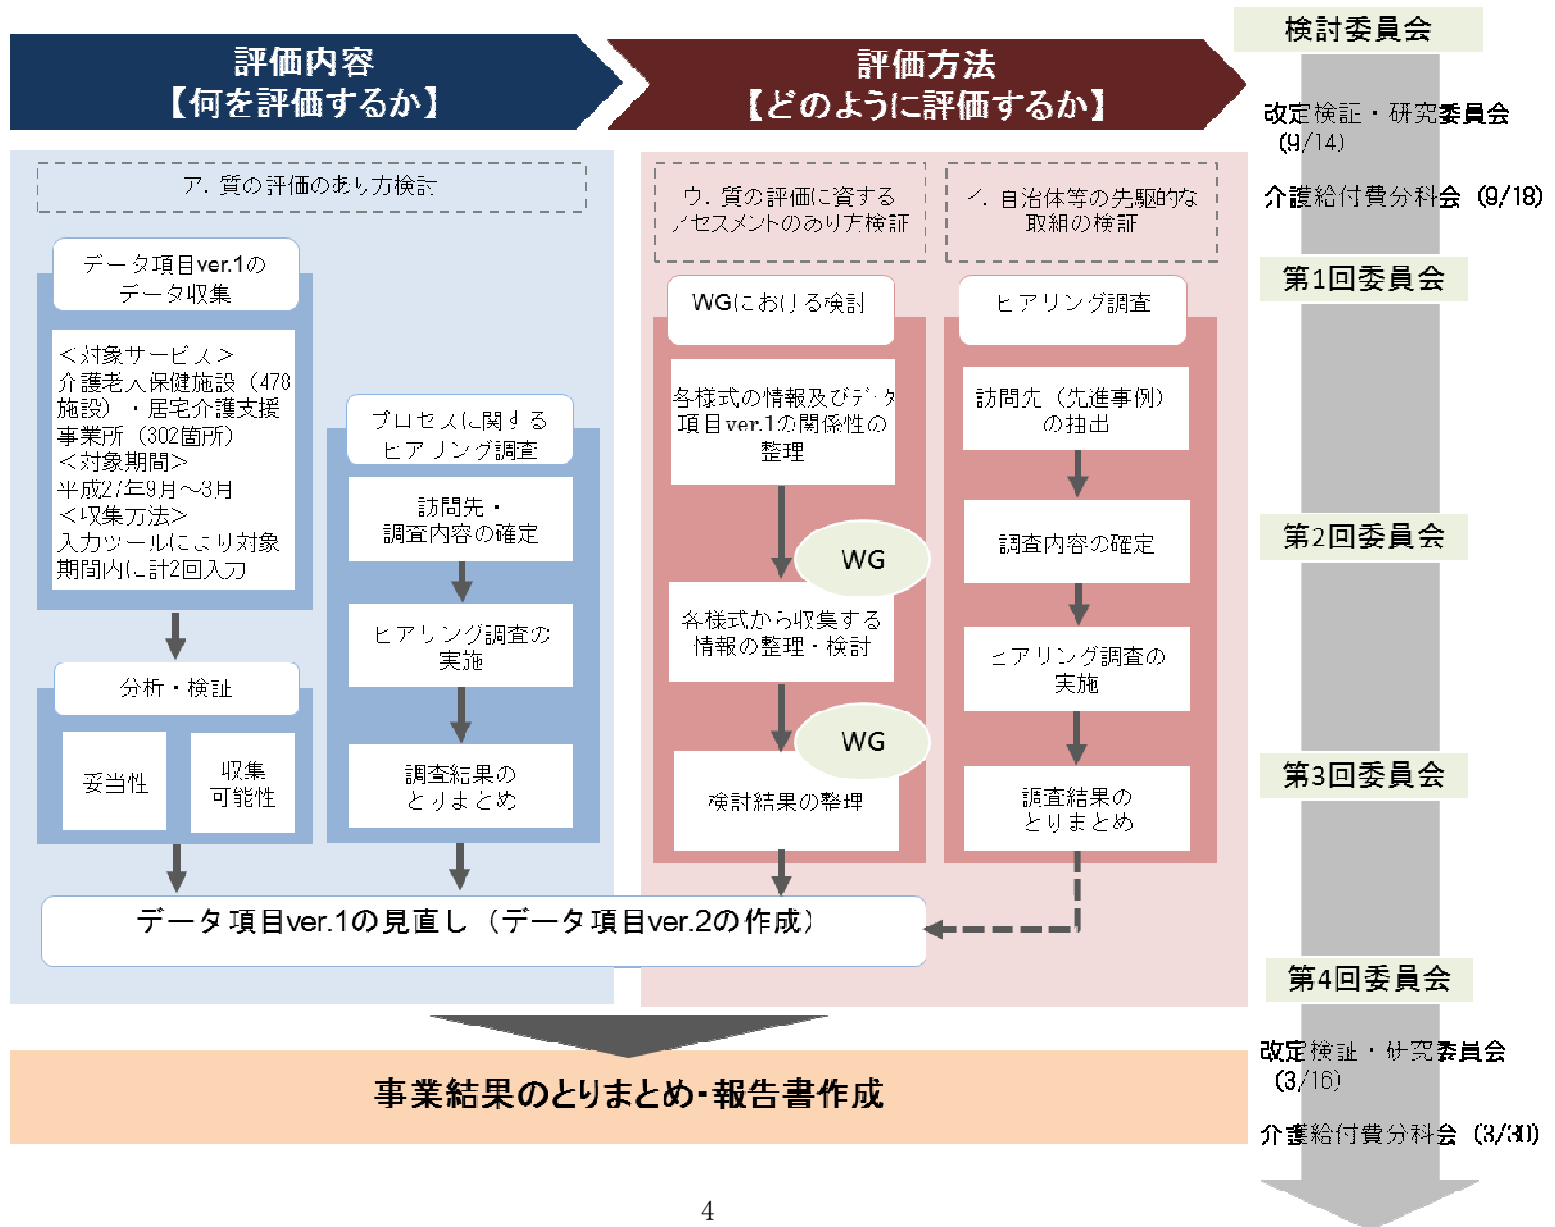 評価内容
【何を評価するか】
評価方法
【どのように評価するか】
ア. 質の評価のあり方検討
データ項目ver.1の
データ収集
＜対象サービス＞
介護老人保健施設（478
施設）・居宅介護支援
事業所（302箇所）
＜対象期間＞
平成27年9月～3月
＜収集方法＞
入力ツールにより対象
期間内に計2回入力
分析・検証
妥当性
収集
可能性
プロセスに関する
ヒアリング調査
訪問先・
調査内容の確定
ヒアリング調査の
実施
調査結果の
とりまとめ
ウ. 質の評価に資する
アセスメントのあり方検証
WGにおける検討
各様式の情報及びデータ
項目ver.1の関係性の
整理
WG
各様式から収集する
情報の整理・検討
WG
検討結果の整理
イ. 自治体等の先駆的な
取組の検証
ヒアリング調査
訪問先（先進事例）
の抽出
調査内容の確定
ヒアリング調査の
実施
調査結果の
とりまとめ
データ項目ver.1の見直し（データ項目ver.2の作成）
事業結果のとりまとめ・報告書作成
検討委員会
改定検証・研究委員会
（9/14）
介護給付費分科会（9/18）
第1回委員会
第2回委員会
第3回委員会
第4回委員会
改定検証・研究委員会
（3/16）
介護給付費分科会（3/30）
4